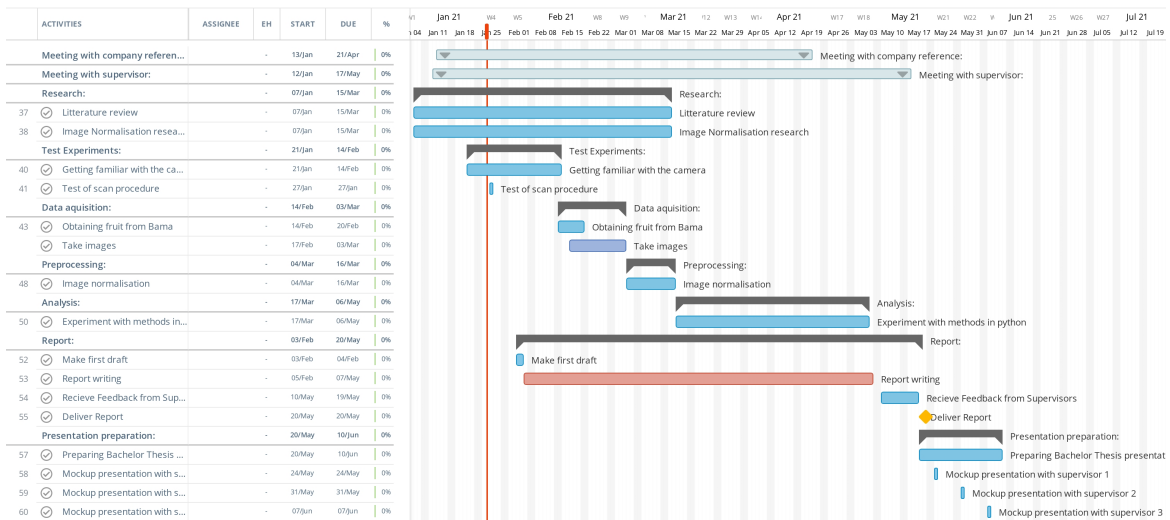 ACTIVITIES ASSIGNEE EH START DUE %
Jan 21 W4 W5 Feb 21 W8 W9 Mar 21 W12 W13 Apr 21 W17 W18 May 21 W21 W22 Jun 21 25 W26 W27 Jul 21
04 Jan 11 Jan 18 Jan 25 Feb 01 Feb 08 Feb 15 Feb 22 Mar 01 Mar 08 Mar 15 Mar 22 Mar 29 Apr 05 Apr 12 Apr 19 Apr 26 May 03 May 10 May 17 May 24 May 31 Jun 07 Jun 14 Jun 21 Jun 28 Jul 05 Jul 12 Jul 19
Meeting with company referen... - 13/Jan 21/Apr 0% Meeting with company reference:
Meeting with supervisor: - 12/Jan 17/May 0% Meeting with supervisor:
Research: - 07/Jan 15/Mar 0% Research:
37 Litterature review - 07/Jan 15/Mar 0% Litterature review
38 Image Normalisation resea... - 07/Jan 15/Mar 0% Image Normalisation research
Test Experiments: - 21/Jan 14/Feb 0% Test Experiments:
40 Getting familiar with the ca... - 21/Jan 14/Feb 0% Getting familiar with the camera
41 Test of scan procedure - 27/Jan 27/Jan 0% Test of scan procedure
Data aquisition: - 14/Feb 03/Mar 0% Data aquisition:
43 Obtaining fruit from Bama - 14/Feb 20/Feb 0% Obtaining fruit from Bama
Take images - 17/Feb 03/Mar 0% Take images
Preprocessing: - 04/Mar 16/Mar 0% Preprocessing:
48 Image normalisation - 04/Mar 16/Mar 0% Image normalisation
Analysis: - 17/Mar 06/May 0% Analysis:
50 Experiment with methods in... - 17/Mar 06/May 0% Experiment with methods in python
Report: - 03/Feb 20/May 0% Report:
52 Make first draft - 03/Feb 04/Feb 0% Make first draft
53 Report writing - 05/Feb 07/May 0% Report writing
54 Recieve Feedback from Sup... - 10/May 19/May 0% Recieve Feedback from Supervisors
55 Deliver Report - 20/May 20/May 0% Deliver Report
Presentation preparation: - 20/May 10/Jun 0% Presentation preparation:
57 Preparing Bachelor Thesis ... - 20/May 10/Jun 0% Preparing Bachelor Thesis presentat
58 Mockup presentation with s... - 24/May 24/May 0% Mockup presentation with supervisor 1
59 Mockup presentation with s... - 31/May 31/May 0% Mockup presentation with supervisor 2
60 Mockup presentation with s... - 07/Jun 07/Jun 0% Mockup presentation with supervisor 3